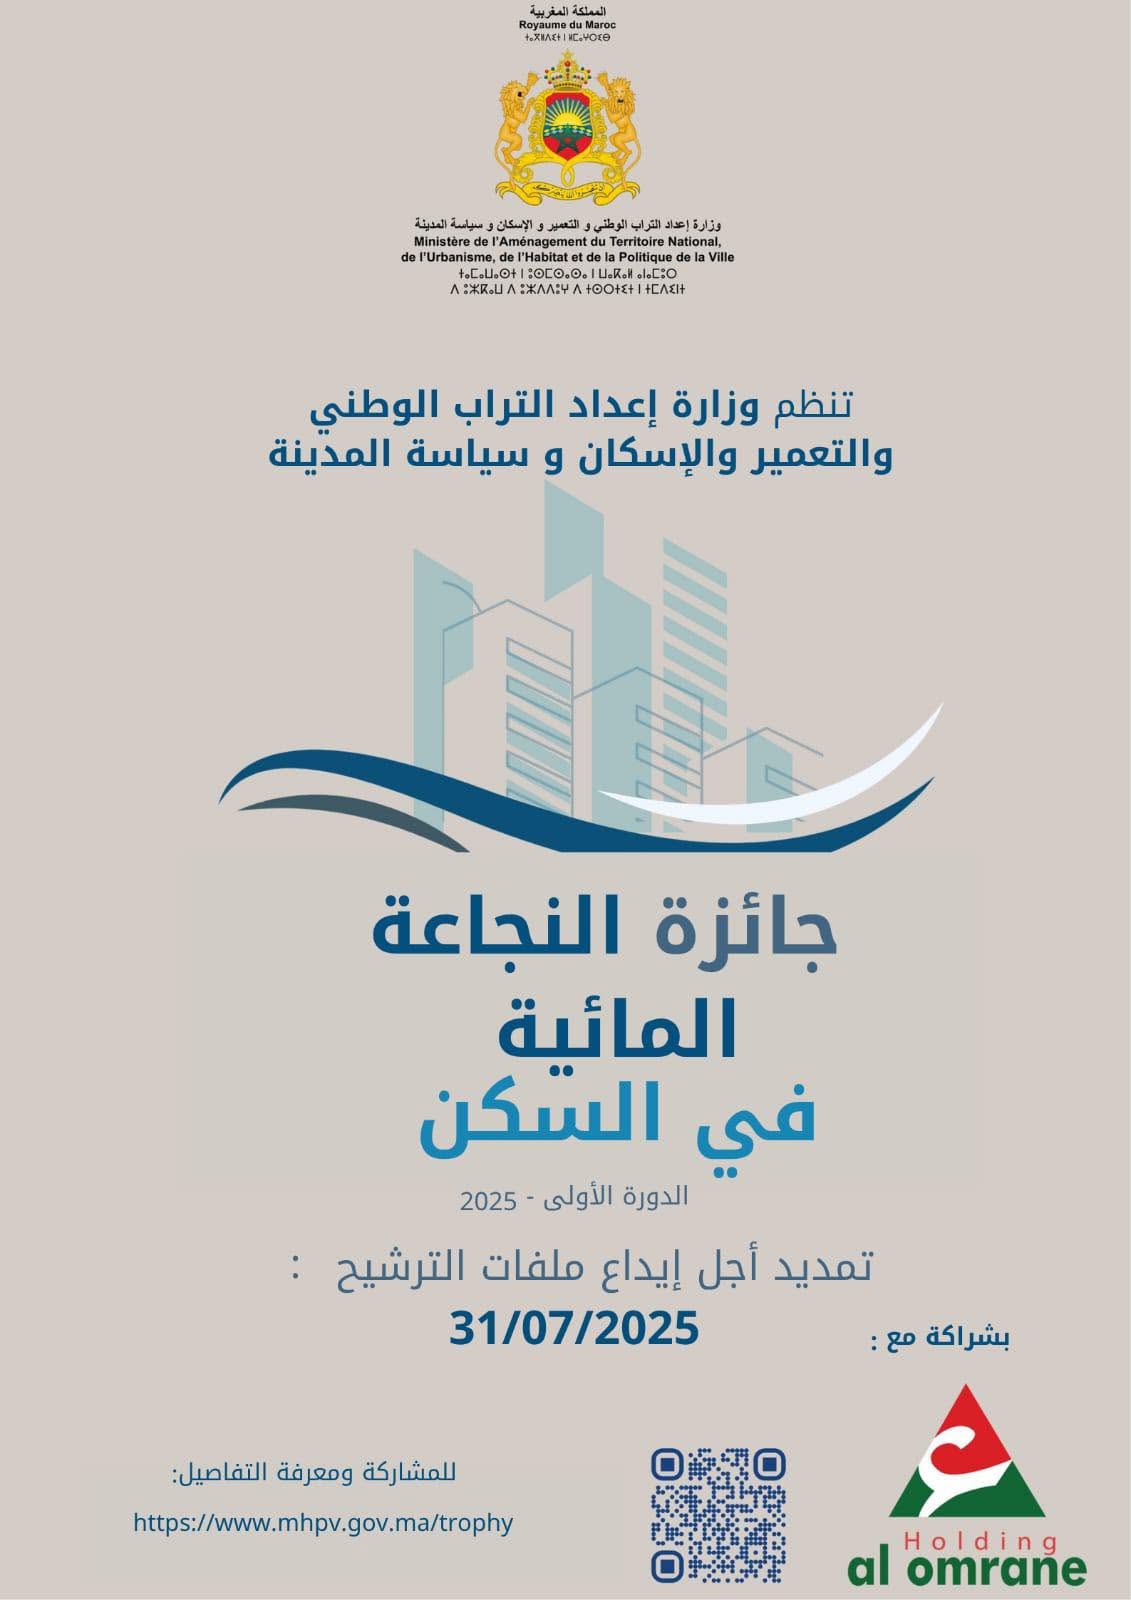 المملكة المغربية
Royaume du Maroc
ⵜⴰⴳⵍⴷⵉⵜ ⵏ ⵍⵎⵖⵔⵉⴱ
وزارة إعداد التراب الوطني و التعمير و الإسكان و سياسة المدينة
Ministère de l'Aménagement du Territoire National,
de l'Urbanisme, de l'Habitat et de la Politique de la Ville
تنظم وزارة إعداد التراب الوطني
والتعمير والإسكان و سياسة المدينة
جائزة النجاعة
المائية
في السكن
الدورة الأولى - 2025
تمديد أجل إيداع ملفات الترشيح :
31/07/2025
بشراكة مع :
للمشاركة ومعرفة التفاصيل:
https://www.mhpv.gov.ma/trophy
Holding
al omrane